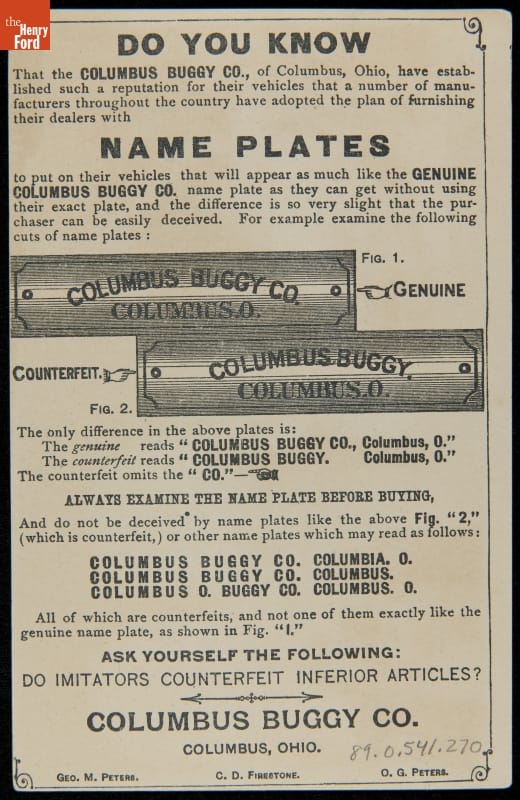 the
Henry
Ford
DO YOU KNOW
That the COLUMBUS BUGGY CO., of Columbus, Ohio, have estab-
lished such a reputation for their vehicles that a number of manu-
facturers throughout the country have adopted the plan of furnishing
their dealers with
NAME PLATES
to put on their vehicles that will appear as much like the GENUINE
COLUMBUS BUGGY CO. name plate as they can get without using
their exact plate, and the difference is so very slight that the pur-
chaser can be easily deceived. For example examine the following
cuts of name plates :
FIG. 1.
COLUMBUS BUGGY CO.
COLUMBUS.O.
GENUINE
COUNTERFEIT.
COLUMBUS.BUGGY.
COLUMBUS.O.
FIG. 2.
The only difference in the above plates is:
The genuine reads " COLUMBUS BUGGY CO., Columbus, O."
The counterfeit reads " COLUMBUS BUGGY. Columbus, O."
The counterfeit omits the " CO."—
ALWAYS EXAMINE THE NAME PLATE BEFORE BUYING,
And do not be deceived by name plates like the above Fig. "2,"
(which is counterfeit,) or other name plates which may read as follows:
COLUMBUS BUGGY CO. COLUMBIA. O.
COLUMBUS BUGGY CO. COLUMBUS.
COLUMBUS O. BUGGY CO. COLUMBUS. O.
All of which are counterfeits, and not one of them exactly like the
genuine name plate, as shown in Fig. "1."
ASK YOURSELF THE FOLLOWING:
DO IMITATORS COUNTERFEIT INFERIOR ARTICLES?
COLUMBUS BUGGY CO.
COLUMBUS, OHIO.
89.0.541.270
GEO. M. PETERS. C. D. FIRESTONE. O. G. PETERS.